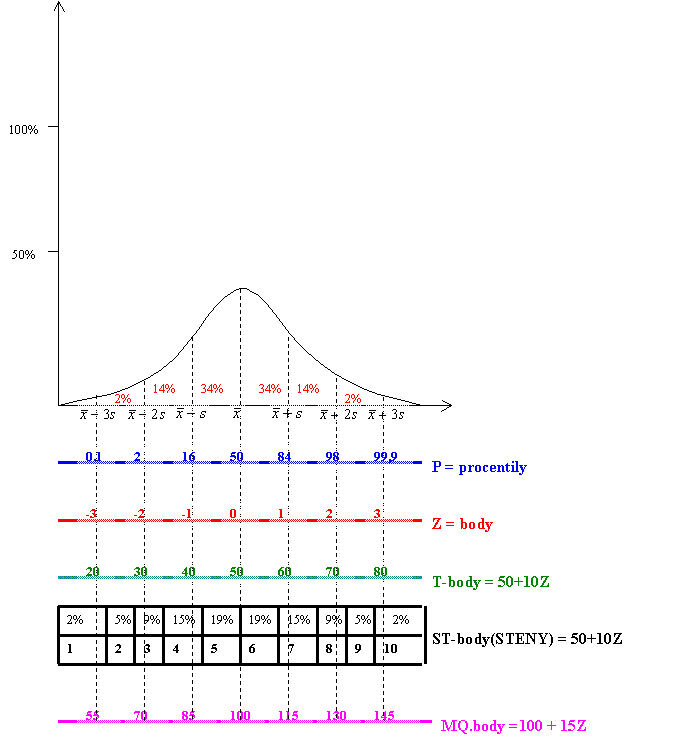 100%
50%
2% 14% 34% 34% 14% 2%
x̅ - 3s x̅ - 2s x̅ - s x̅ x̅ + s x̅ + 2s x̅ + 3s
0,1 2 16 50 84 98 99,9 P = procentily
-3 -2 -1 0 1 2 3 Z = body
20 30 40 50 60 70 80 T-body = 50+10Z
2% 5% 9% 15% 19% 19% 15% 9% 5% 2%
ST-body(STENY) = 50+10Z
1 2 3 4 5 6 7 8 9 10
55 70 85 100 115 130 145 MQ.body =100 + 15Z